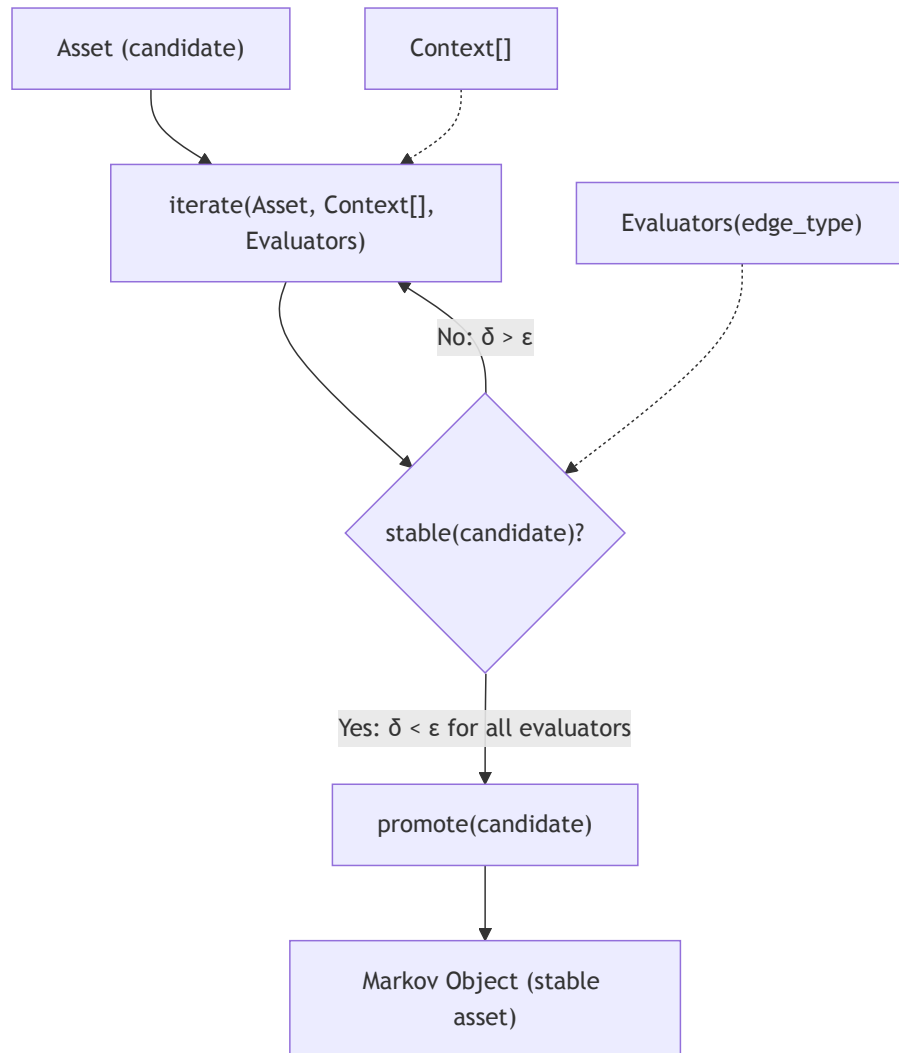 Asset (candidate)
Context[]
iterate(Asset, Context[],
Evaluators)
Evaluators(edge_type)
No: δ > ε
stable(candidate)?
Yes: δ < ε for all evaluators
promote(candidate)
Markov Object (stable
asset)